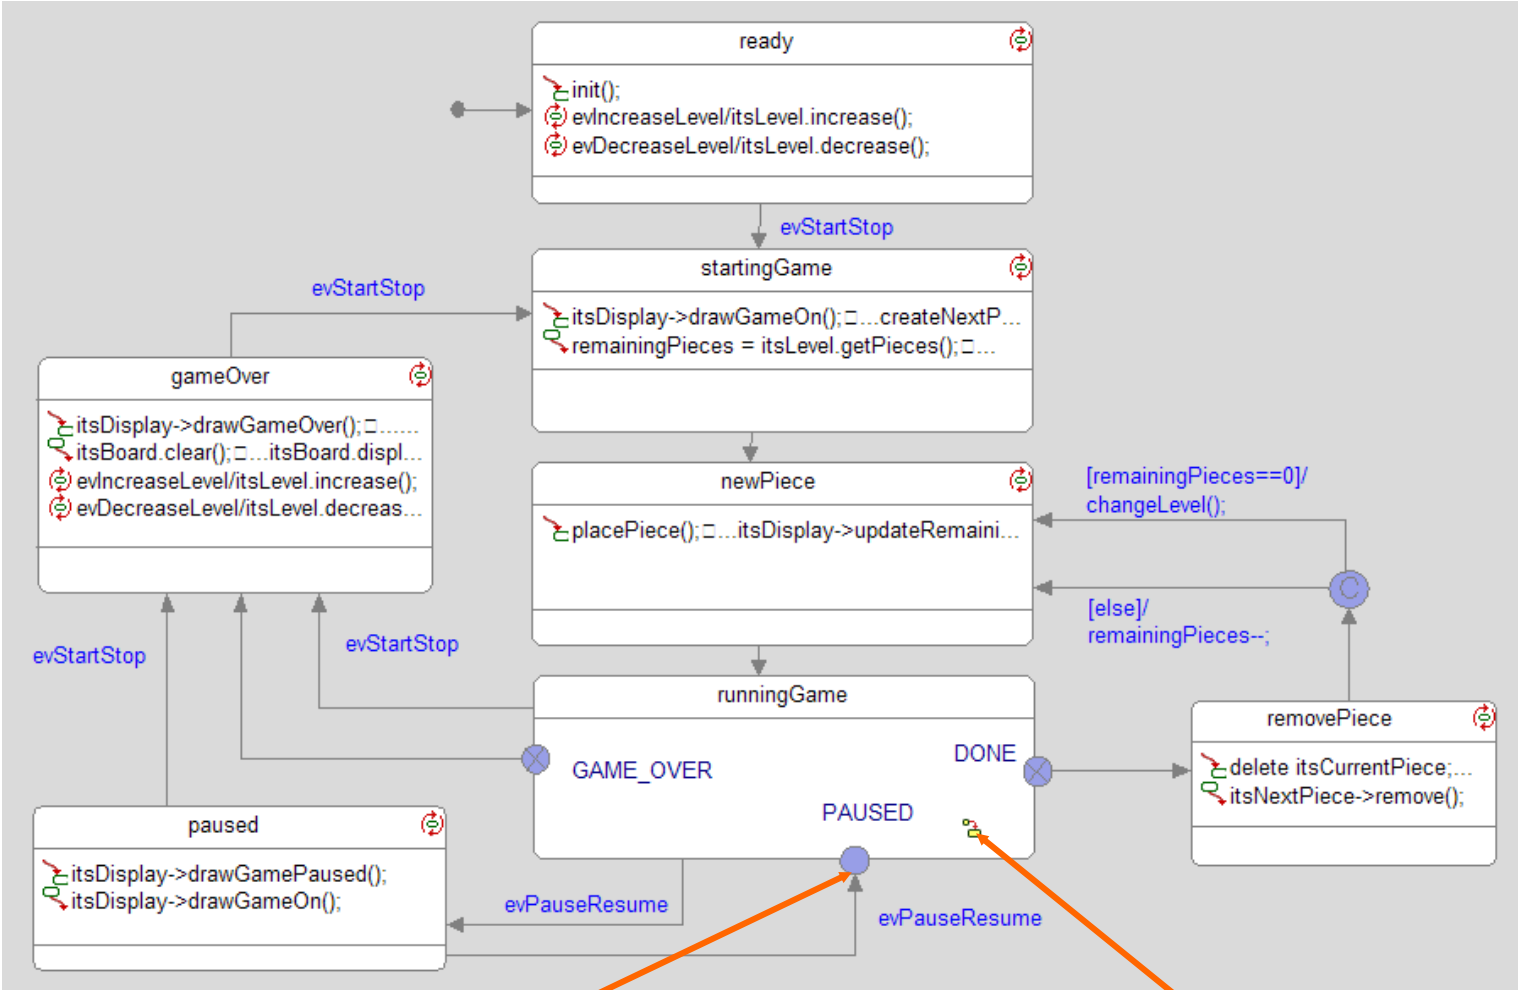 ready
init();
evIncreaseLevel/itsLevel.increase();
evDecreaseLevel/itsLevel.decrease();
evStartStop
startingGame
itsDisplay->drawGameOn();□...createNextP...
remainingPieces = itsLevel.getPieces();□...
evStartStop
gameOver
itsDisplay->drawGameOver();□......
itsBoard.clear();□...itsBoard.displ...
evIncreaseLevel/itsLevel.increase();
evDecreaseLevel/itsLevel.decreas...
newPiece
placePiece();□...itsDisplay->updateRemaini...
[remainingPieces==0]/
changeLevel();
C
[else]/
remainingPieces--;
evStartStop
evStartStop
runningGame
GAME_OVER
DONE
PAUSED
removePiece
delete itsCurrentPiece;...
itsNextPiece->remove();
paused
itsDisplay->drawGamePaused();
itsDisplay->drawGameOn();
evPauseResume
evPauseResume